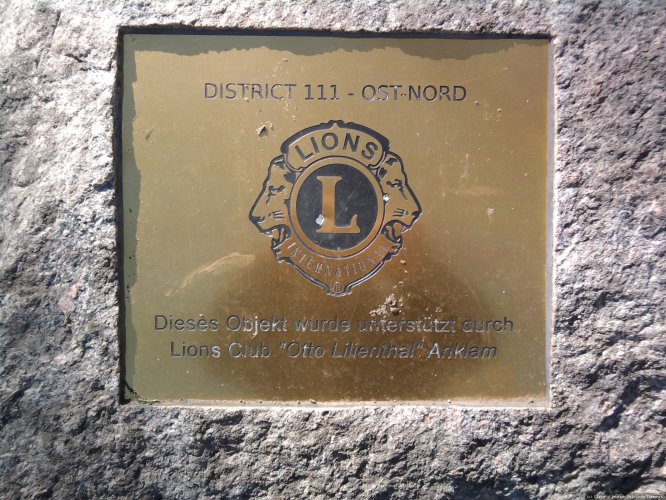 DISTRICT 111 - OST-NORD
LIONS
L
INTERNATIONAL
Dieses Objekt wurde unterstützt durch
Lions Club "Otto Lilienthal" Anklam